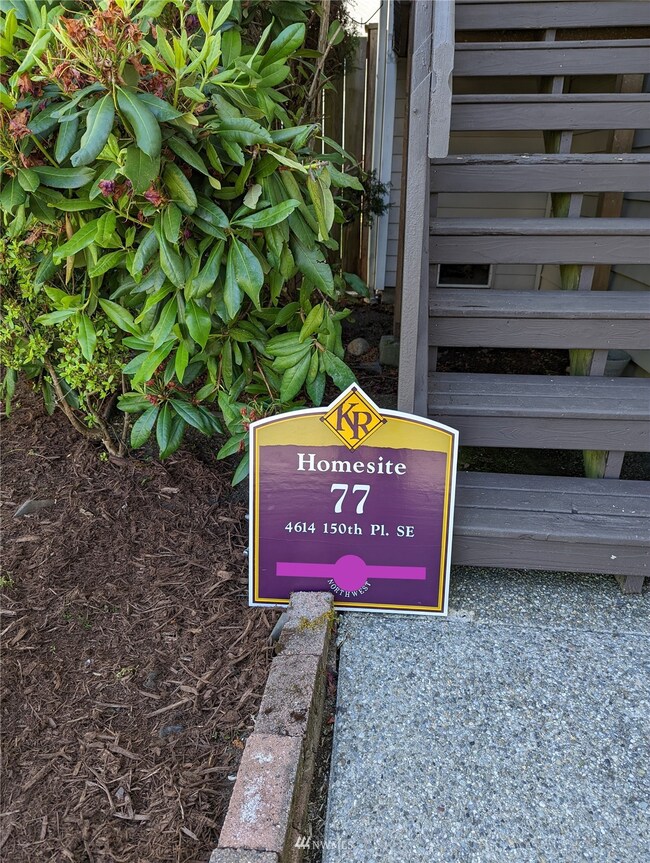 KR
Homesite
77
4614 150th Pl. SE
NORTHWEST
NWMLS